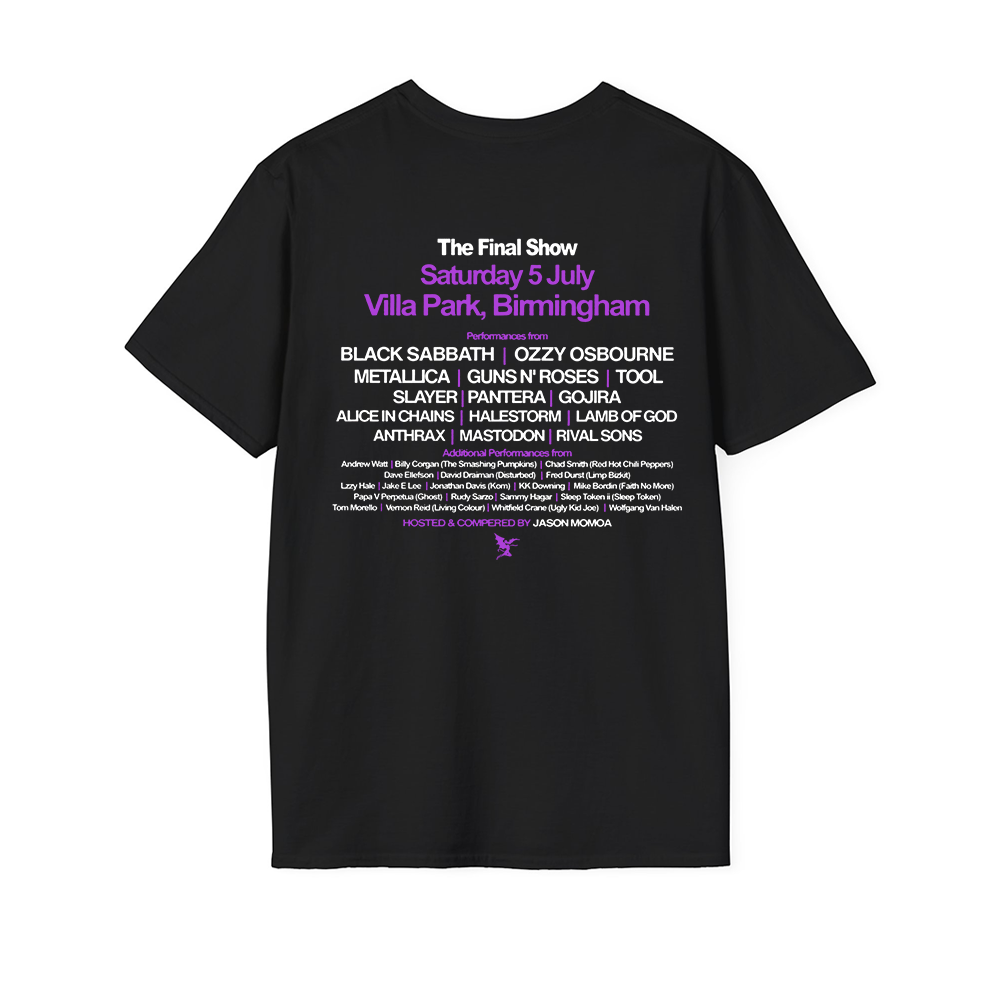 The Final Show
Saturday 5 July
Villa Park, Birmingham
Performances from
BLACK SABBATH | OZZY OSBOURNE
METALLICA | GUNS N' ROSES | TOOL
SLAYER | PANTERA | GOJIRA
ALICE IN CHAINS | HALESTORM | LAMB OF GOD
ANTHRAX | MASTODON | RIVAL SONS
Additional Performances from
Andrew Watt | Billy Corgan (The Smashing Pumpkins) | Chad Smith (Red Hot Chili Peppers)
Dave Ellefson | David Draiman (Disturbed) | Fred Durst (Limp Bizkit)
Lzzy Hale | Jake E Lee | Jonathan Davis (Korn) | KK Downing | Mike Bordin (Faith No More)
Papa V Perpetua (Ghost) | Rudy Sarzo | Sammy Hagar | Sleep Token ii (Sleep Token)
Tom Morello | Vernon Reid (Living Colour) | Whitfield Crane (Ugly Kid Joe) | Wolfgang Van Halen
HOSTED & COMPERED BY JASON MOMOA